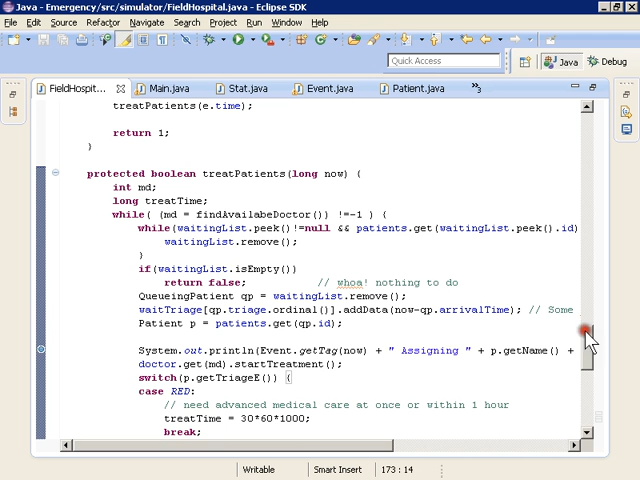 Java - Emergency/src/simulator/FieldHospital.java - Eclipse SDK
File Edit Source Refactor Navigate Search Project Run Window Help
Quick Access
Java
Debug
FieldHospit...
Main.java
Stat.java
Event.java
Patient.java
»3
treatPatients(e.time);
return 1;
}
protected boolean treatPatients(long now) {
int md;
long treatTime;
while( (md = findAvailabeDoctor()) !=-1 ) {
while(waitingList.peek()!=null && patients.get(waitingList.peek().id)
waitingList.remove();
}
if(waitingList.isEmpty())
return false; // whoa! nothing to do
QueueingPatient qp = waitingList.remove();
waitTriage[qp.triage.ordinal()].addData(now-qp.arrivalTime); // Some
Patient p = patients.get(qp.id);
System.out.println(Event.getTag(now) + " Assigning " + p.getName() +
doctor.get(md).startTreatment();
switch(p.getTriageE()) {
case RED:
// need advanced medical care at once or within 1 hour
treatTime = 30*60*1000;
break;
Writable
Smart Insert
173 : 14